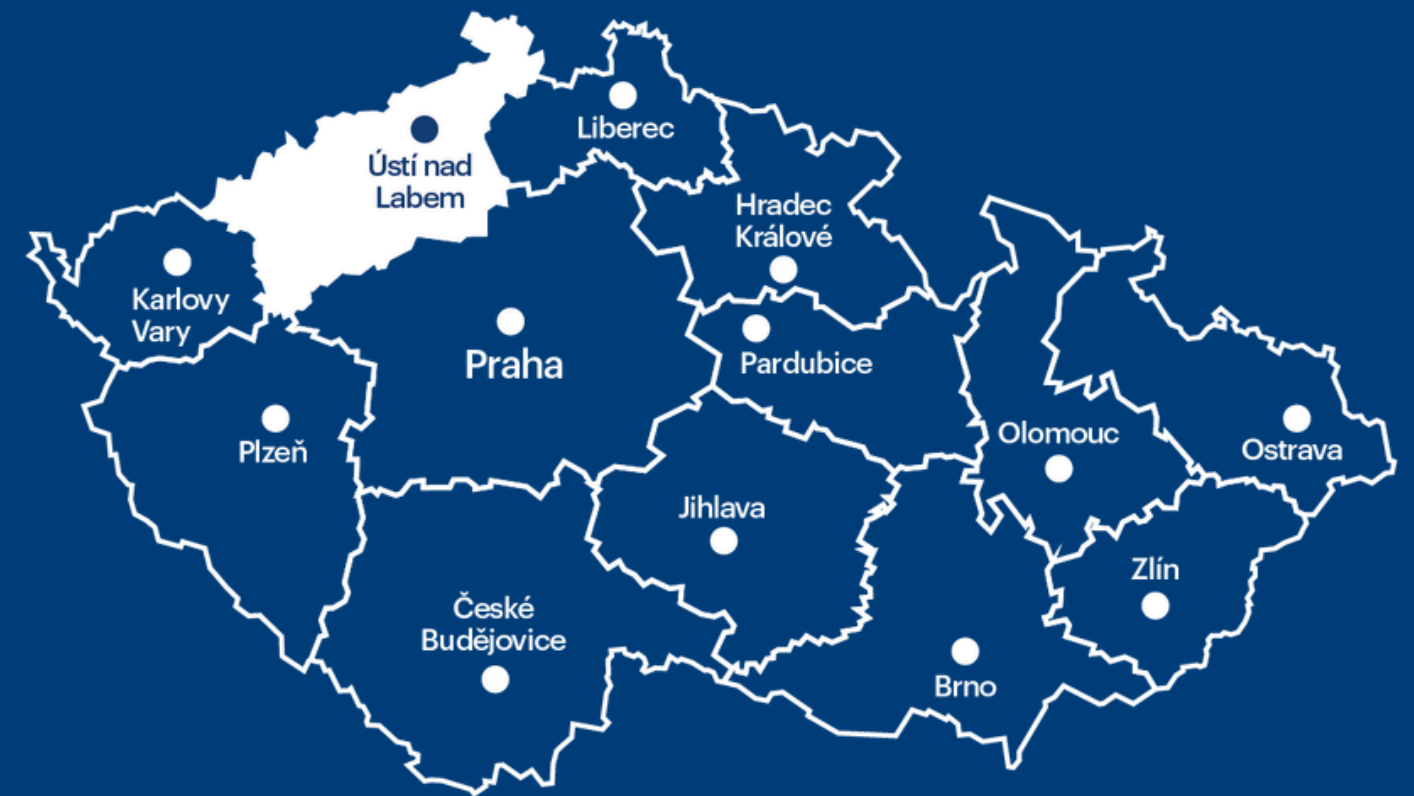 Liberec
Ústí nad
Labem
Hradec
Králové
Karlovy
Vary
Praha
Pardubice
Plzeň
Olomouc
Ostrava
Jihlava
Zlín
České
Budějovice
Brno